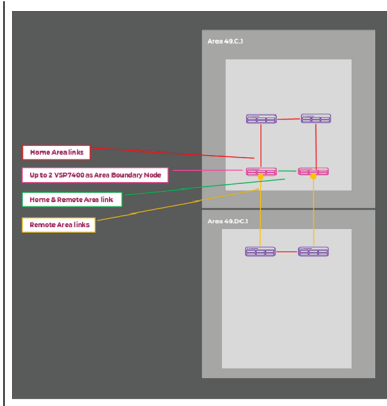 Area 49.C.1
Home Area links
Up to 2 VSP7400 as Area Boundary Node
Home & Remote Area link
Remote Area links
Area 49.DC.1